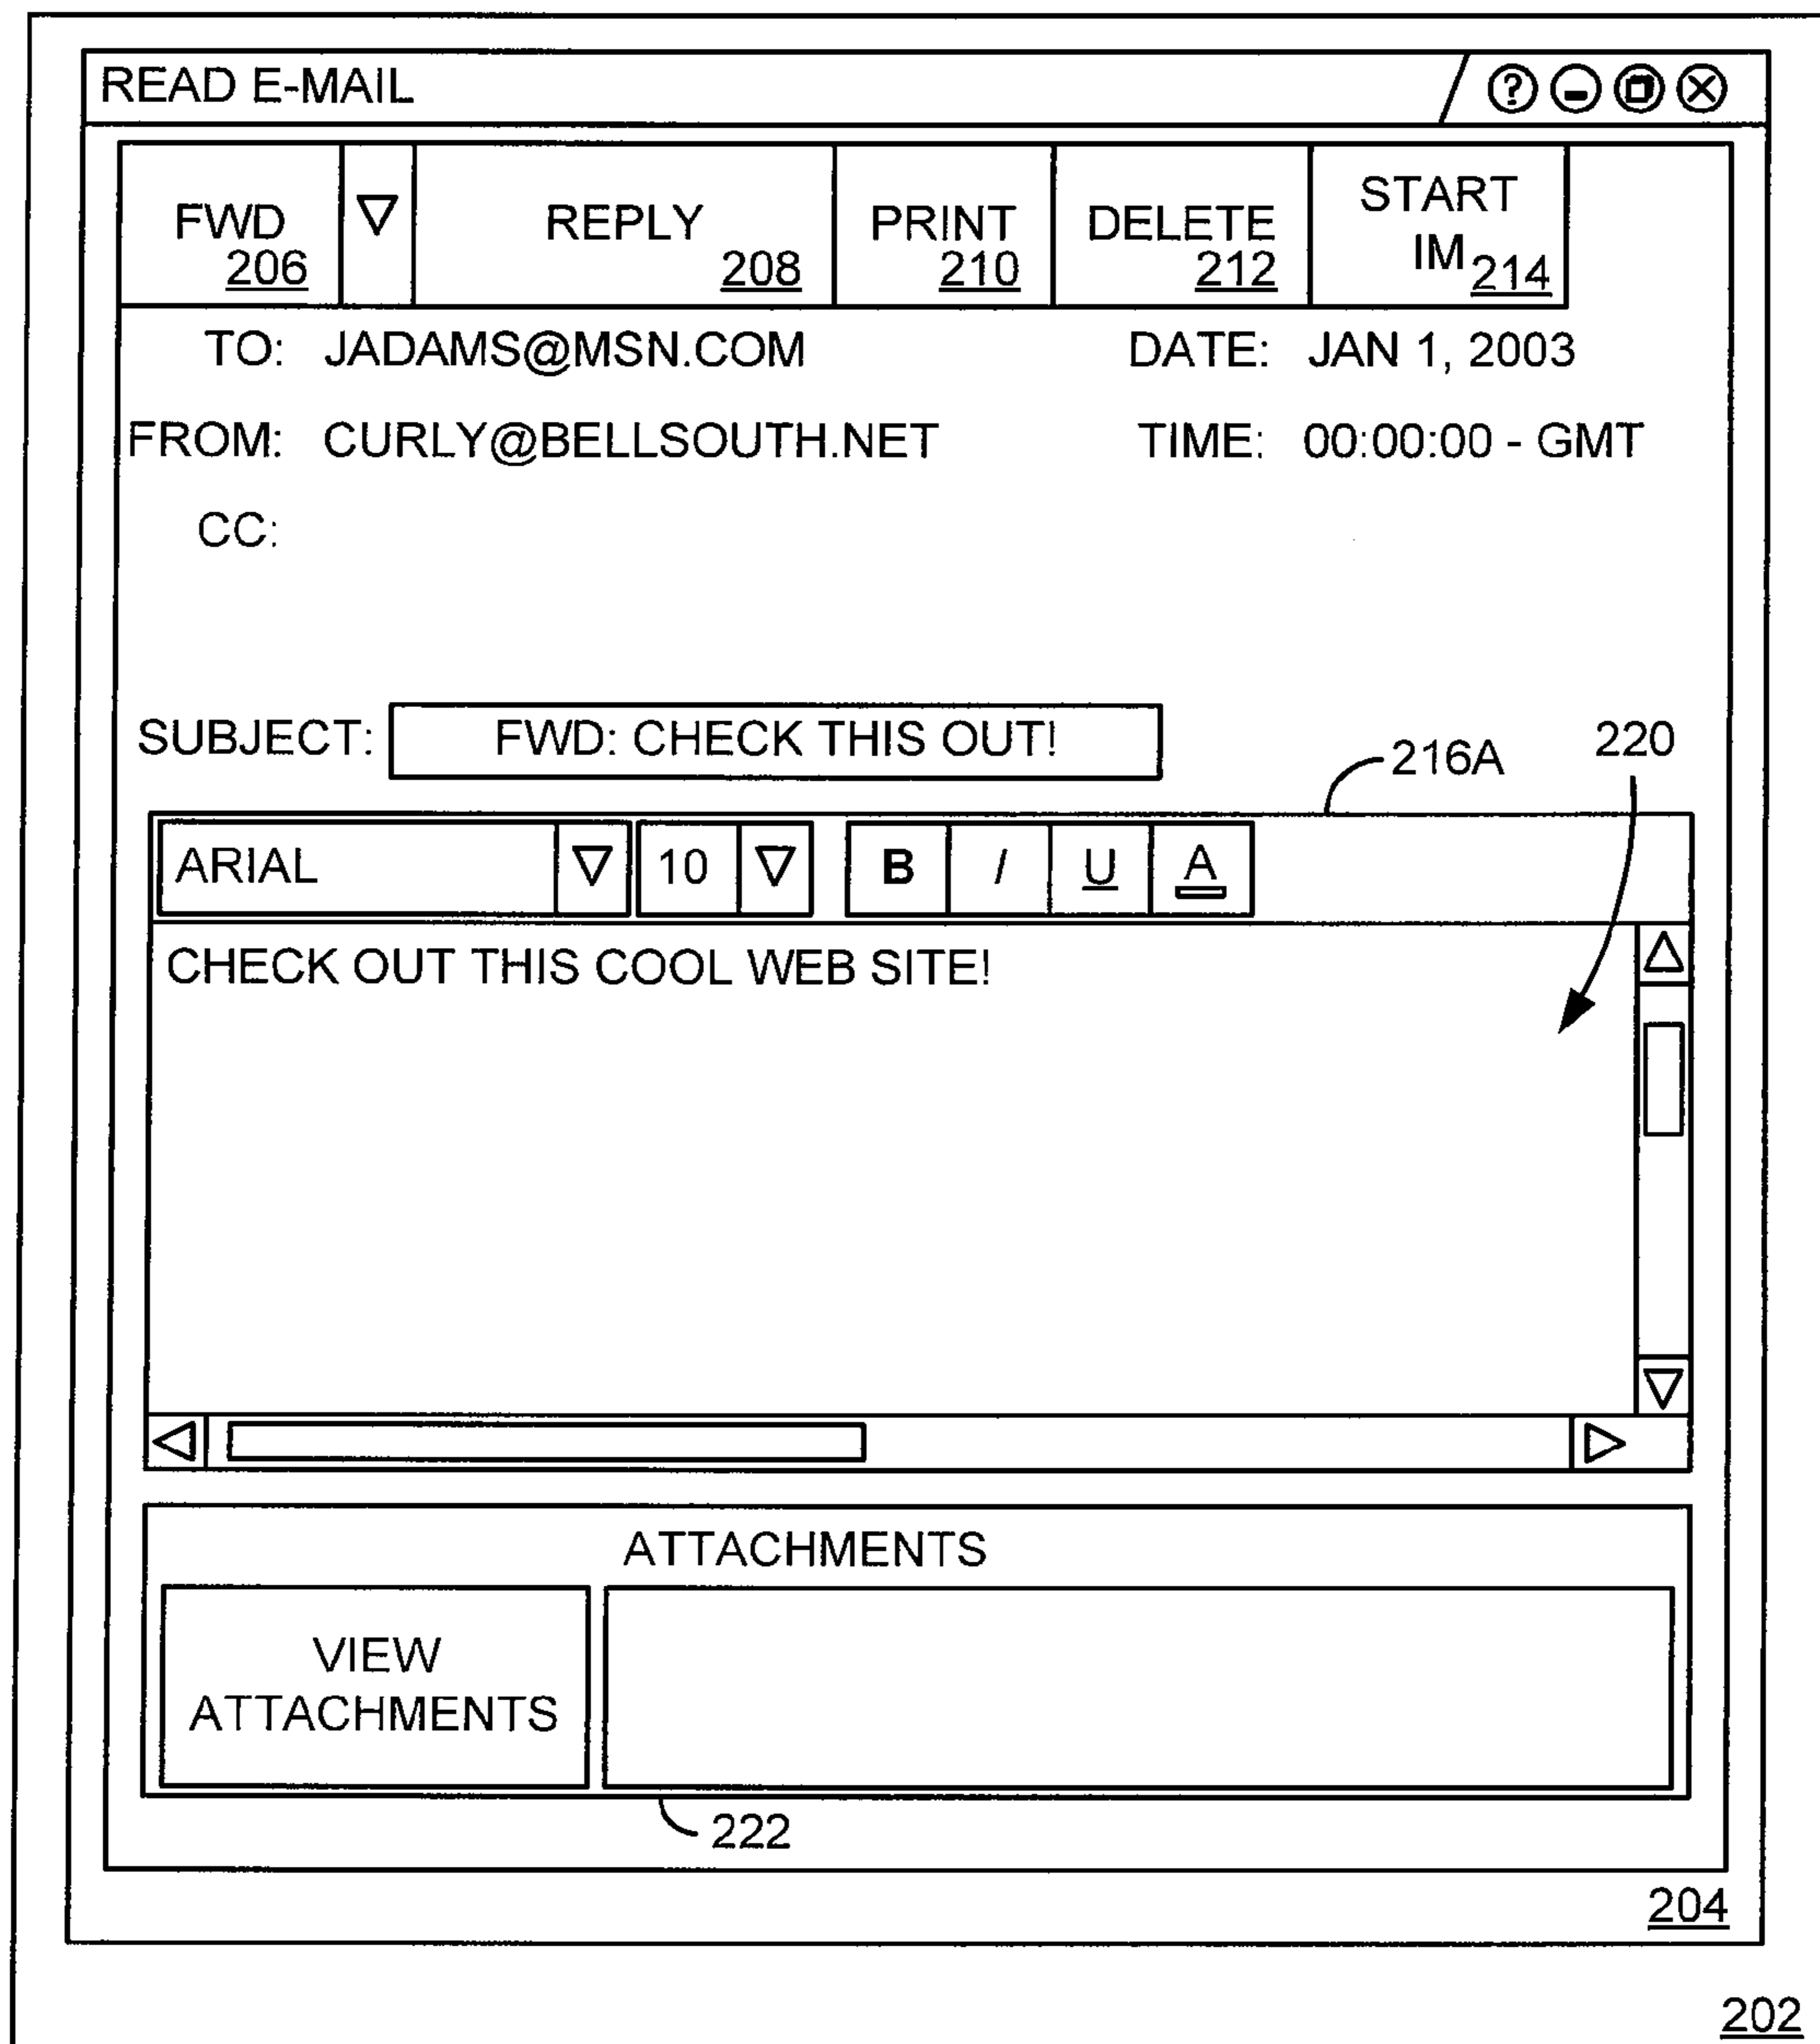 READ E-MAIL ?
FWD 206 REPLY 208 PRINT 210 DELETE 212 START IM 214
TO: JADAMS@MSN.COM DATE: JAN 1, 2003
FROM: CURLY@BELLSOUTH.NET TIME: 00:00:00 - GMT
CC:
SUBJECT: FWD: CHECK THIS OUT! 216A 220
ARIAL 10 B I U A
CHECK OUT THIS COOL WEB SITE!
ATTACHMENTS
VIEW
ATTACHMENTS
222
204
202